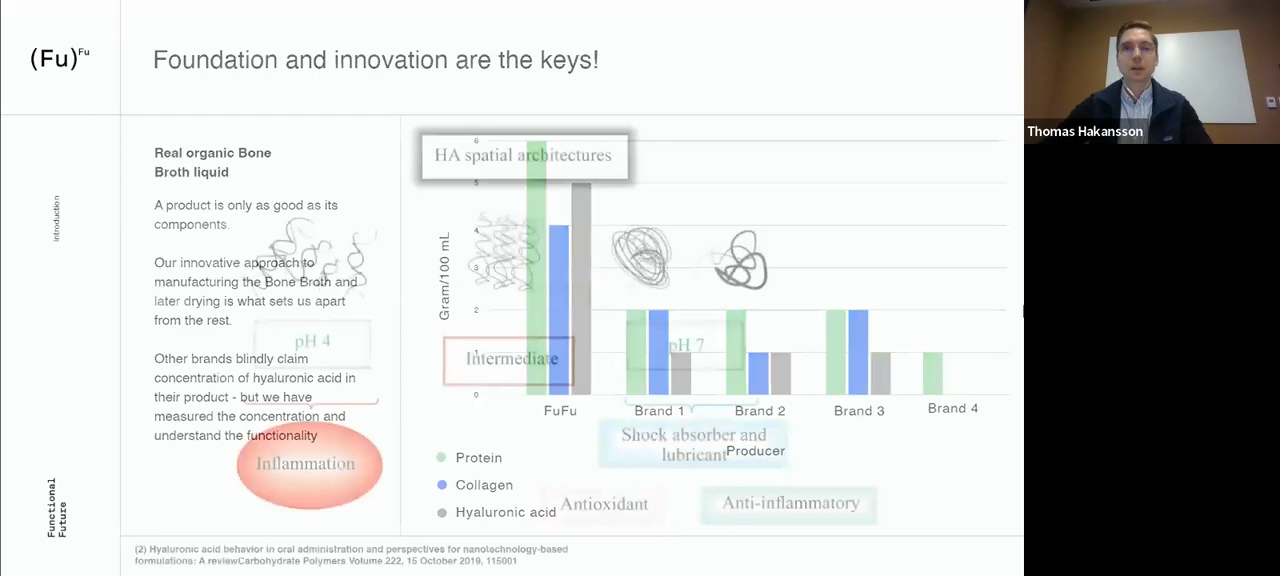 (Fu)Fu
Foundation and innovation are the keys!
Thomas Hakansson
Introduction
Functional
Future
Real organic Bone
Broth liquid
A product is only as good as its
components.
Our innovative approach to
manufacturing the Bone Broth and
later drying is what sets us apart
from the rest.
Other brands blindly claim
concentration of hyaluronic acid in
their product - but we have
measured the concentration and
understand the functionality
pH 4
Inflammation
HA spatial architectures
Gram/100 mL
6
5
4
3
2
1
0
Intermediate
pH 7
FuFu
Brand 1
Brand 2
Brand 3
Brand 4
Shock absorber and
lubricant
Producer
Protein
Collagen
Hyaluronic acid
Antioxidant
Anti-inflammatory
(2) Hyaluronic acid behavior in oral administration and perspectives for nanotechnology-based
formulations: A reviewCarbohydrate Polymers Volume 222, 15 October 2019, 115001